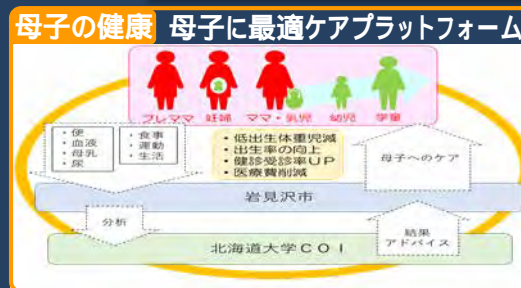 母子の健康 母子に最適ケアプラットフォーム
プレママ 妊婦 ママ・乳児 幼児 学童
・便
・血液
・母乳
・尿
・食事
・運動
・生活
・低出生体重児減
・出生率の向上
・健診受診率UP
・医療費削減
母子へのケア
岩見沢市
分析
結果
アドバイス
北海道大学COI